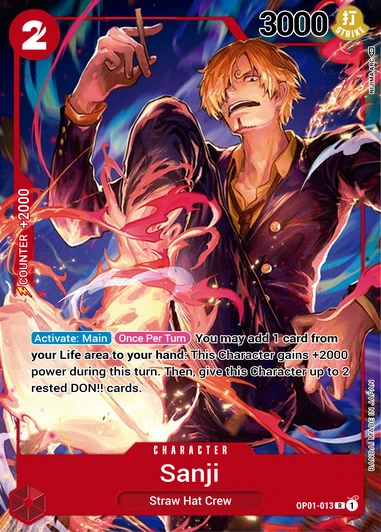 2
3000
打
STRIKE
COUNTER +2000
Activate: Main Once Per Turn You may add 1 card from
your Life area to your hand: This Character gains +2000
power during this turn. Then, give this Character up to 2
rested DON!! cards.
BANDAI MADE IN JAPAN
CHARACTER
Sanji
OP01-013 R 1
Straw Hat Crew